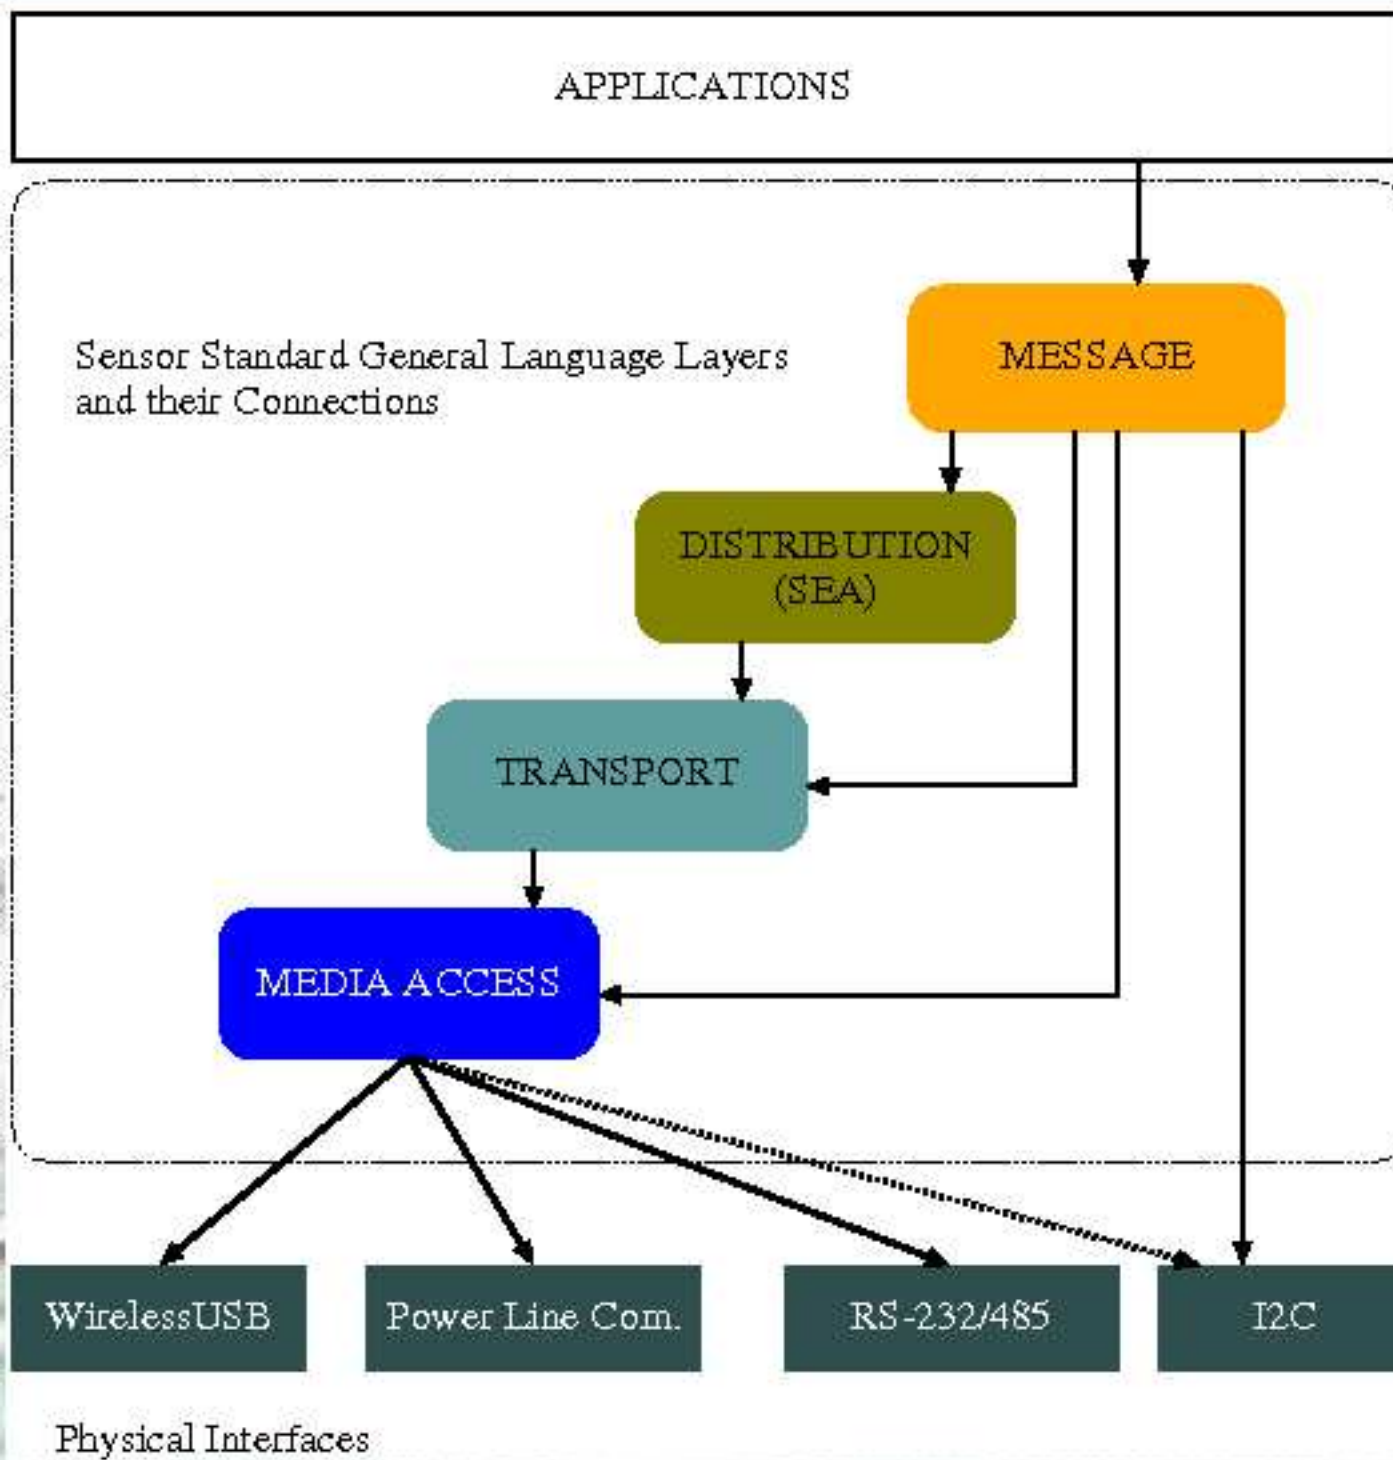 APPLICATIONS
Sensor Standard General Language Layers
and their Connections
MESSAGE
DISTRIBUTION
(SEA)
TRANSPORT
MEDIA ACCESS
WirelessUSB
Power Line Com.
RS-232/485
I2C
Physical Interfaces